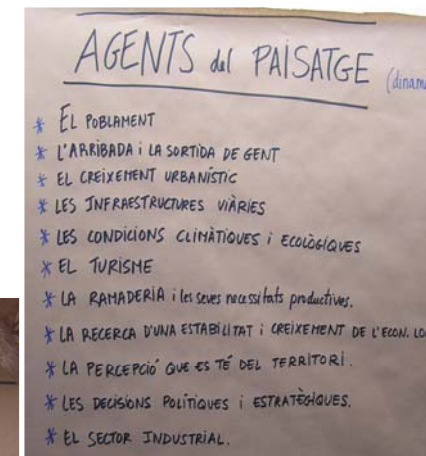 AGENTS del PAISATGE (dinam
* EL POBLAMENT
* L'ARRIBADA i LA SORTIDA DE GENT
* EL CREIXEMENT URBANÍSTIC
* LES INFRAESTRUCTURES VIÀRIES
* LES CONDICIONS CLIMÀTIQUES i ECOLÒGIQUES
* EL TURISME
* LA RAMADERIA i les seves necessitats productives.
* LA RECERCA D'UNA ESTABILITAT i CREIXEMENT DE L'ECON. LO
* LA PERCEPCIÓ QUE ES TÉ DEL TERRITORI.
* LES DECISIONS POLÍTIQUES i ESTRATÈGIQUES.
* EL SECTOR INDUSTRIAL.